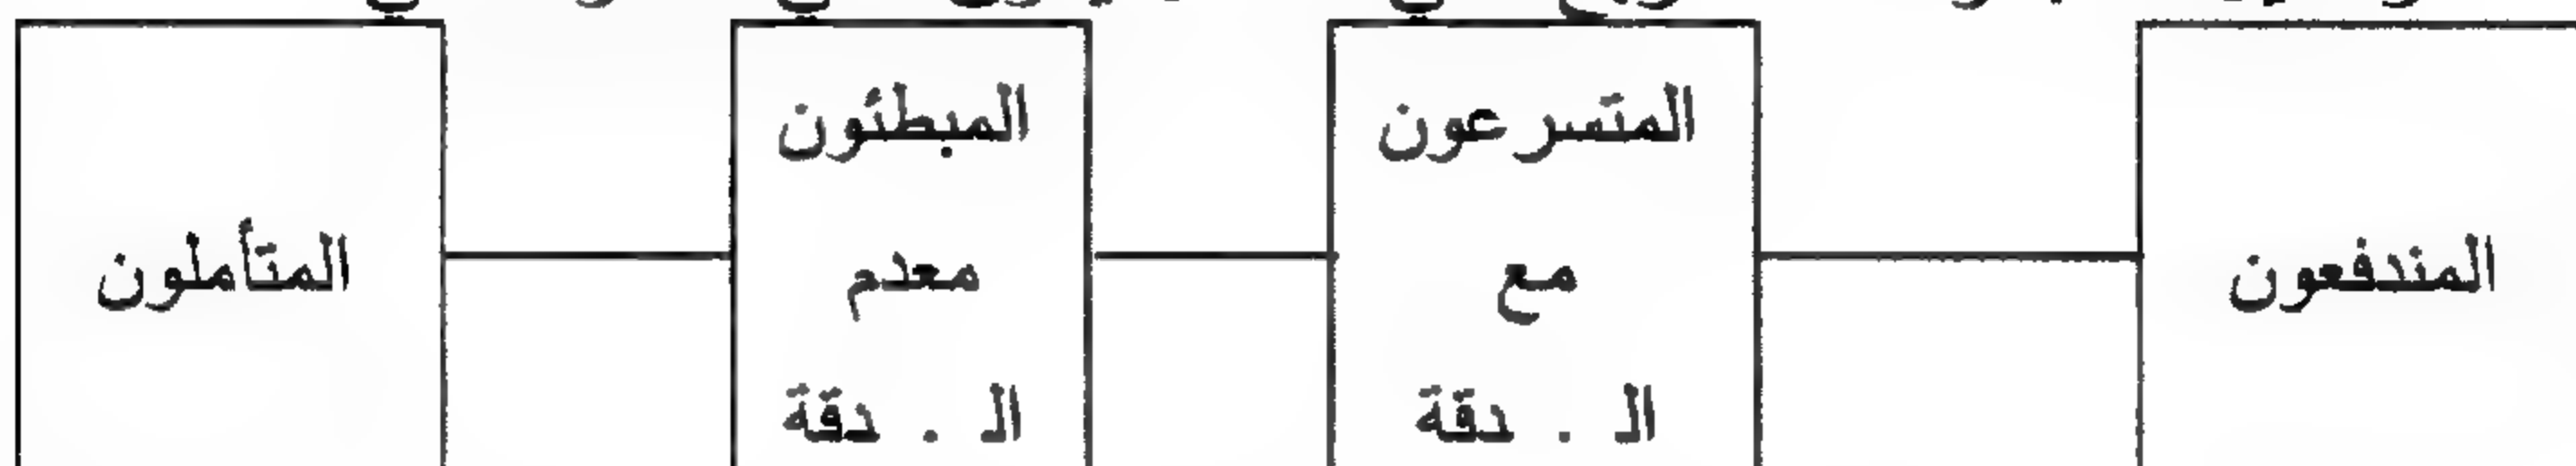 المندفعون
المتسرعون
مع
الـ . دقة
المبطئون
معدم
الـ . دقة
المتأملون